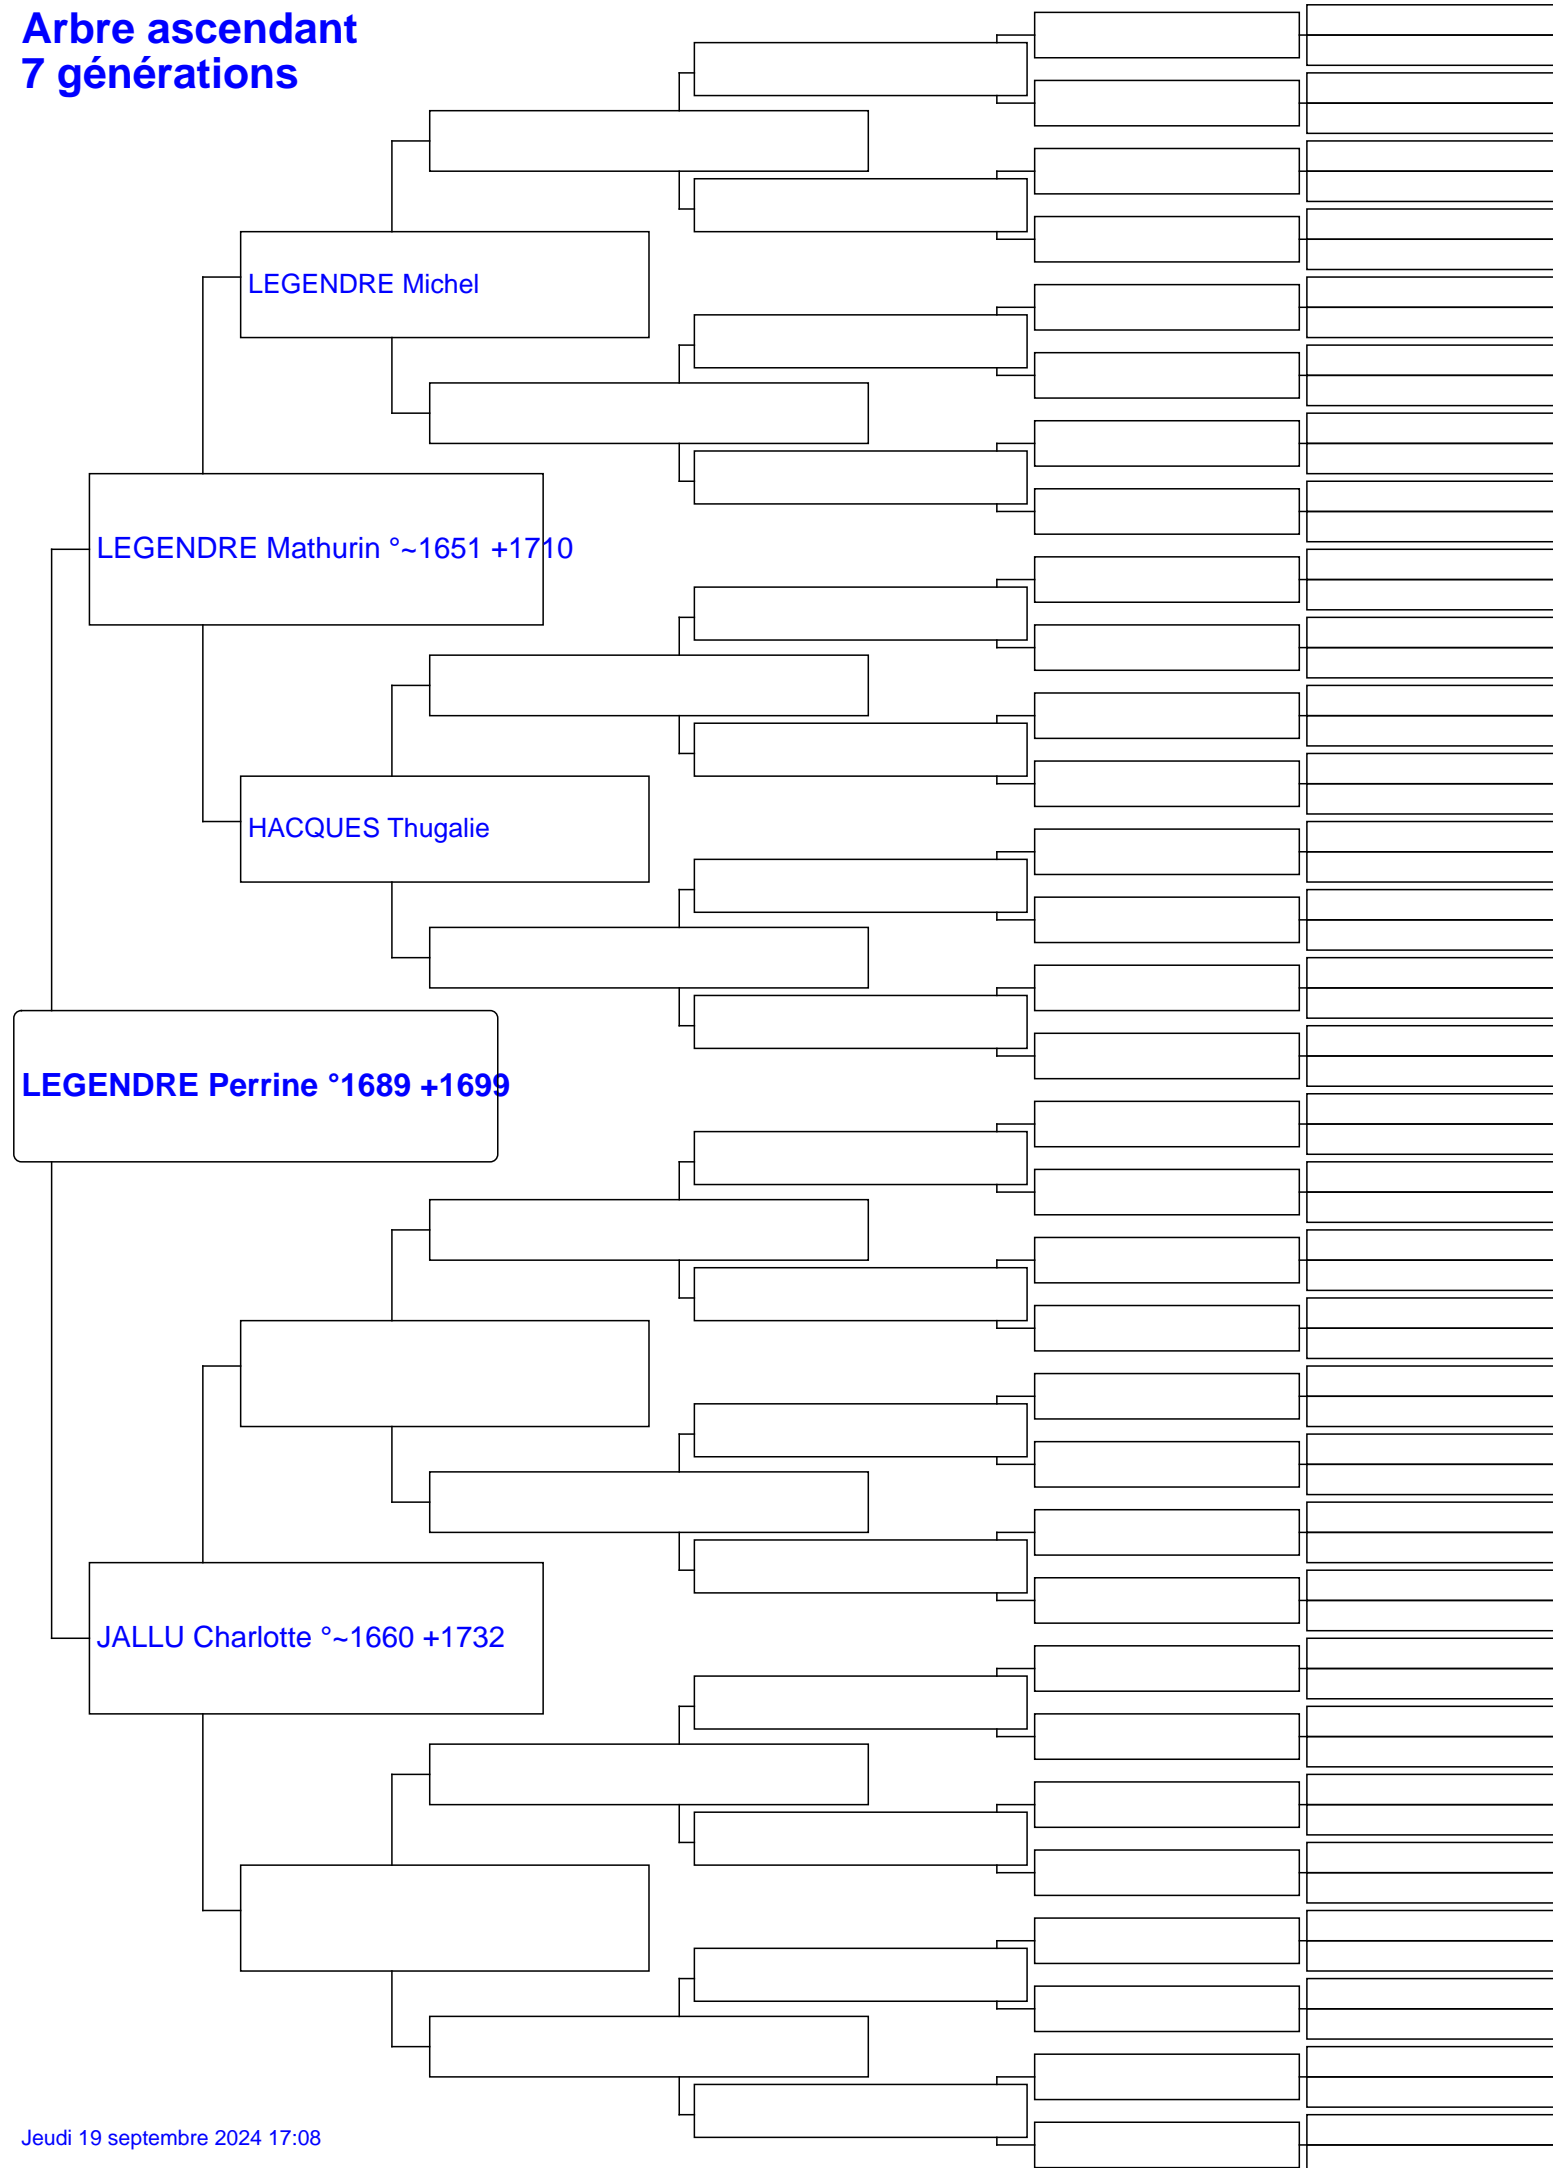 Arbre ascendant
7 générations
LEGENDRE Michel
LEGENDRE Mathurin °~1651 +1710
HACQUES Thugalie
LEGENDRE Perrine °1689 +1699
JALLU Charlotte °~1660 +1732
Jeudi 19 septembre 2024 17:08